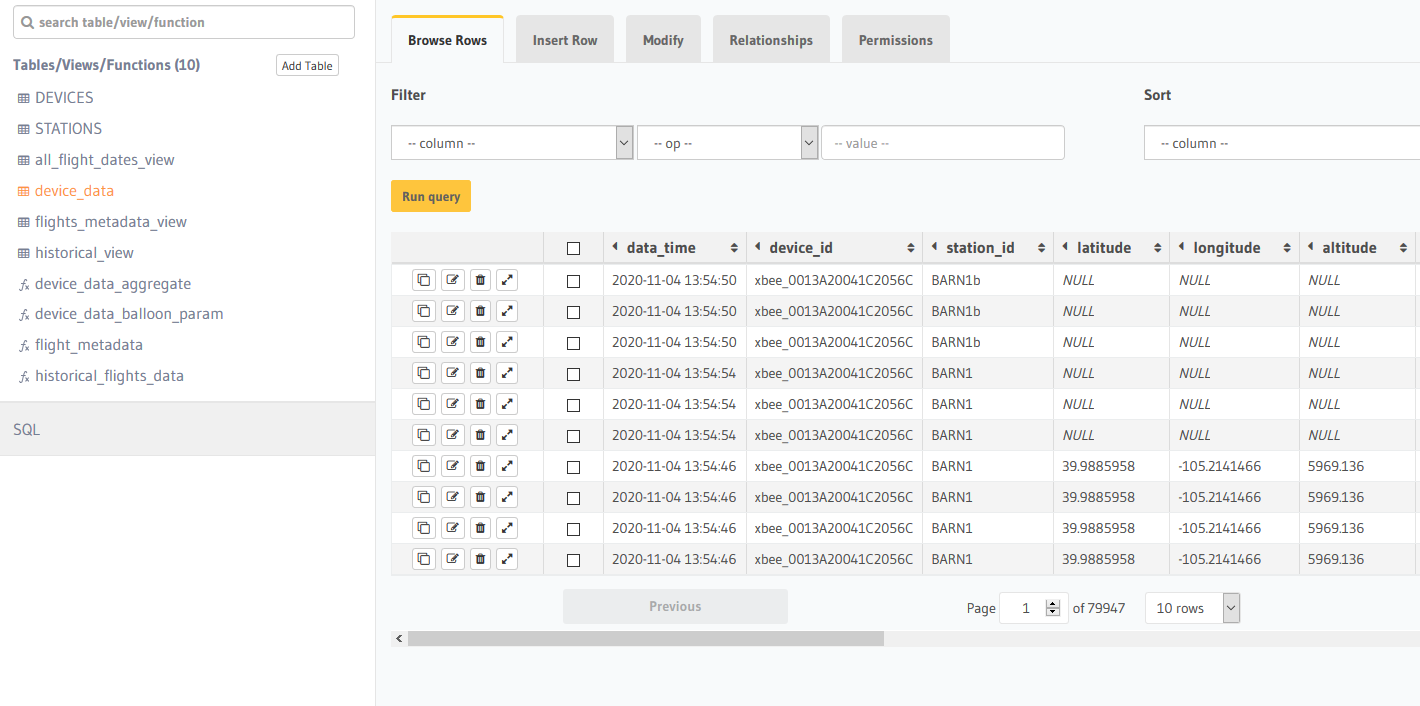 search table/view/function
Tables/Views/Functions (10)
Add Table
DEVICES
STATIONS
all_flight_dates_view
device_data
flights_metadata_view
historical_view
device_data_aggregate
device_data_balloon_param
flight_metadata
historical_flights_data
SQL
Browse Rows Insert Row Modify Relationships Permissions
Filter Sort
-- column -- -- op -- -- value -- -- column --
Run query
data_time device_id station_id latitude longitude altitude
2020-11-04 13:54:50 xbee_0013A20041C2056C BARN1b NULL NULL NULL
2020-11-04 13:54:50 xbee_0013A20041C2056C BARN1b NULL NULL NULL
2020-11-04 13:54:50 xbee_0013A20041C2056C BARN1b NULL NULL NULL
2020-11-04 13:54:54 xbee_0013A20041C2056C BARN1 NULL NULL NULL
2020-11-04 13:54:54 xbee_0013A20041C2056C BARN1 NULL NULL NULL
2020-11-04 13:54:54 xbee_0013A20041C2056C BARN1 NULL NULL NULL
2020-11-04 13:54:46 xbee_0013A20041C2056C BARN1 39.9885958 -105.2141466 5969.136
2020-11-04 13:54:46 xbee_0013A20041C2056C BARN1 39.9885958 -105.2141466 5969.136
2020-11-04 13:54:46 xbee_0013A20041C2056C BARN1 39.9885958 -105.2141466 5969.136
2020-11-04 13:54:46 xbee_0013A20041C2056C BARN1 39.9885958 -105.2141466 5969.136
Previous Page 1 of 79947 10 rows